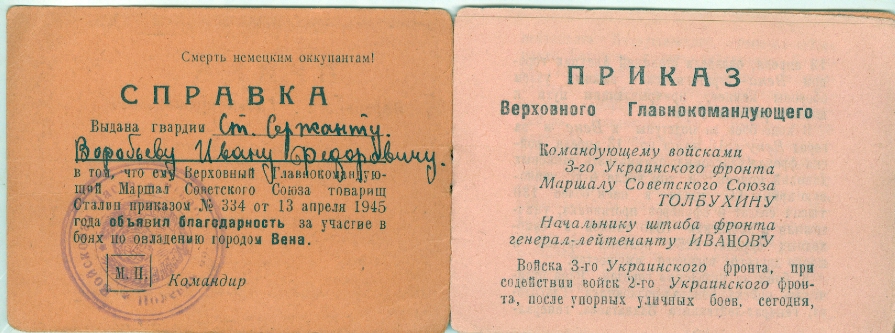 Смерть немецким оккупантам!
СПРАВКА
Выдана гвардии Ст. Сержанту.
Воробьеву Ивану Федоровичу.
в том, что ему Верховный Главнокомандую-
щий Маршал Советского Союза товарищ
Сталин приказом № 334 от 13 апреля 1945
года объявил благодарность за участие в
боях по овладению городом Вена.
М. П.
Командир
ПРИКАЗ
Верховного Главнокомандующего
Командующему войсками
3-го Украинского фронта
Маршалу Советского Союза
ТОЛБУХИНУ
Начальнику штаба фронта
генерал-лейтенанту ИВАНОВУ
Войска 3-го Украинского фронта, при
содействии войск 2-го Украинского фрон-
та, после упорных уличных боев, сегодня,